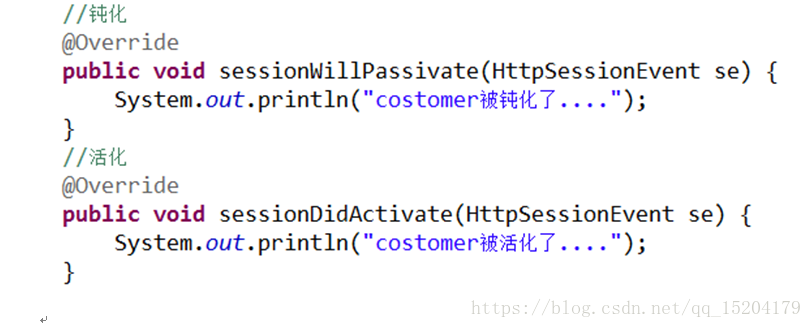 //钝化
@Override
public void sessionWillPassivate(HttpSessionEvent se) {
    System.out.println("costomer被钝化了....");
}
//活化
@Override
public void sessionDidActivate(HttpSessionEvent se) {
    System.out.println("costomer被活化了....");
}
https://blog.csdn.net/qq_15204179